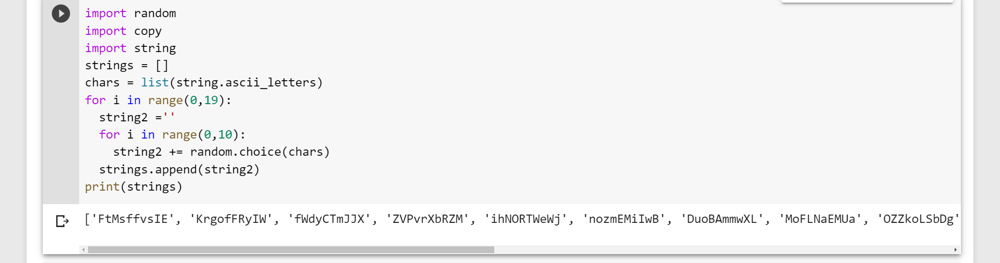 import random
import copy
import string
strings = []
chars = list(string.ascii_letters)
for i in range(0,19):
  string2 =''
  for i in range(0,10):
    string2 += random.choice(chars)
  strings.append(string2)
print(strings)
['FtMsffvsIE', 'KrgofFRyIW', 'fWdyCTmJJX', 'ZVPvrXbRZM', 'ihNORTWeWj', 'nozmEMiIwB', 'DuoBAmmwXL', 'MoFLNaEMUa', 'OZZkoLSbDg'